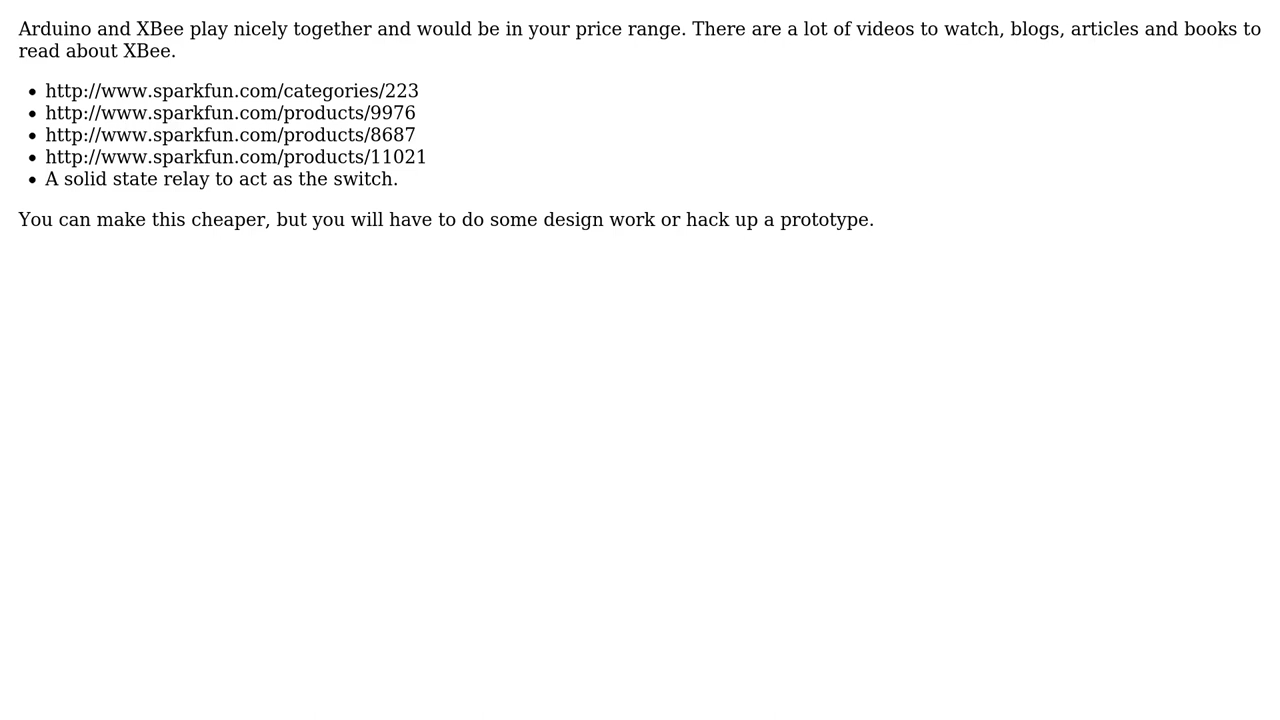 Arduino and XBee play nicely together and would be in your price range. There are a lot of videos to watch, blogs, articles and books to
read about XBee.
• http://www.sparkfun.com/categories/223
• http://www.sparkfun.com/products/9976
• http://www.sparkfun.com/products/8687
• http://www.sparkfun.com/products/11021
• A solid state relay to act as the switch.
You can make this cheaper, but you will have to do some design work or hack up a prototype.